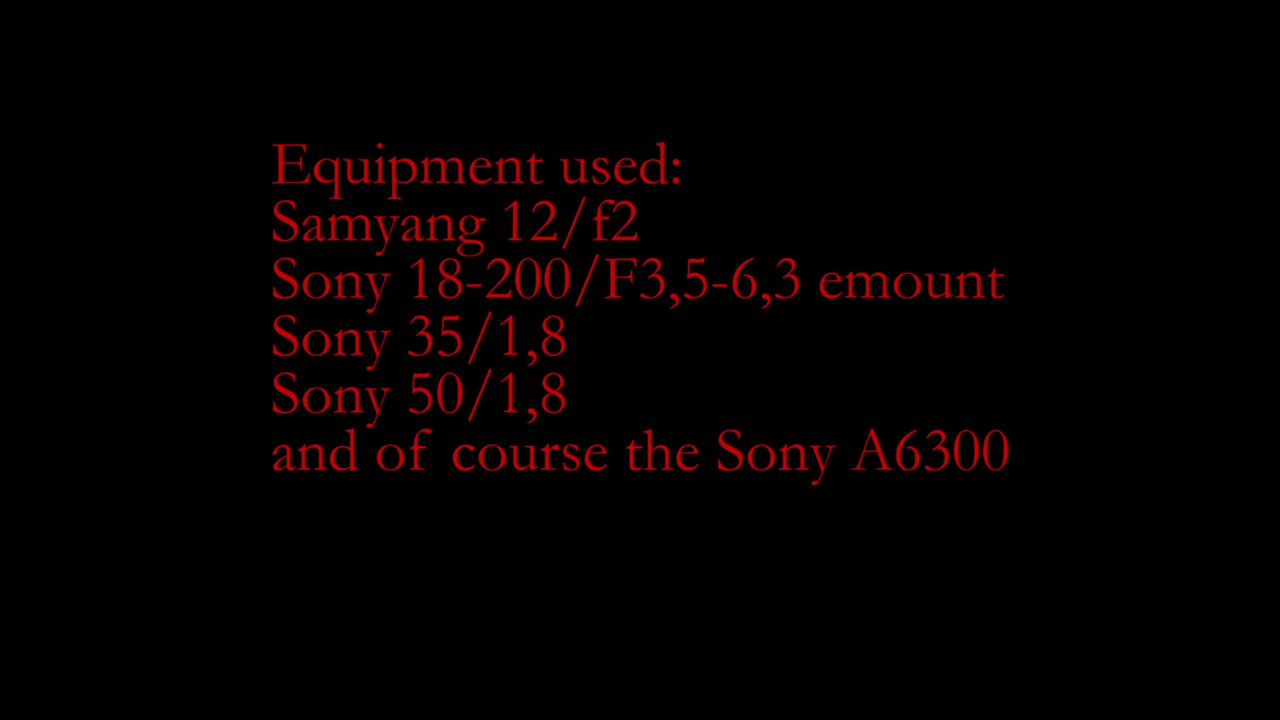 Equipment used:
Samyang 12/f2
Sony 18-200/F3,5-6,3 emount
Sony 35/1,8
Sony 50/1,8
and of course the Sony A6300